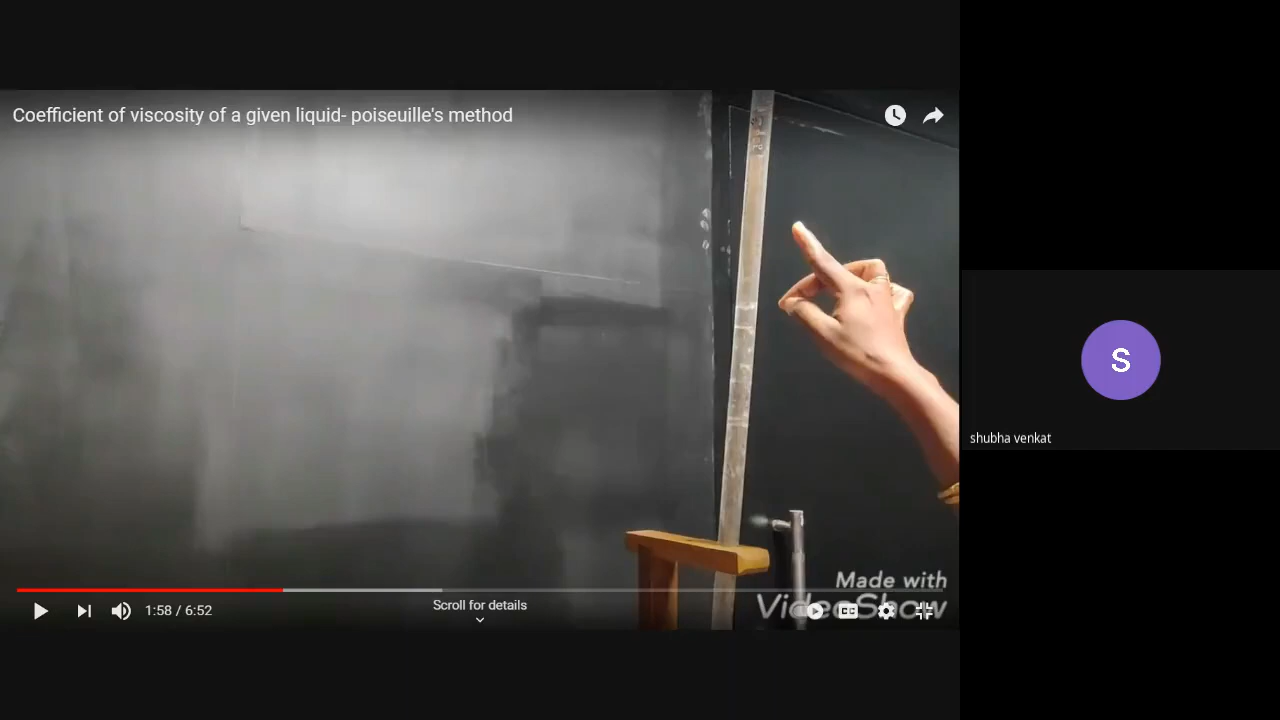 Coefficient of viscosity of a given liquid- poiseuille's method
S
shubha venkat
Made with
VideoShow
1:58 / 6:52
Scroll for details
CC